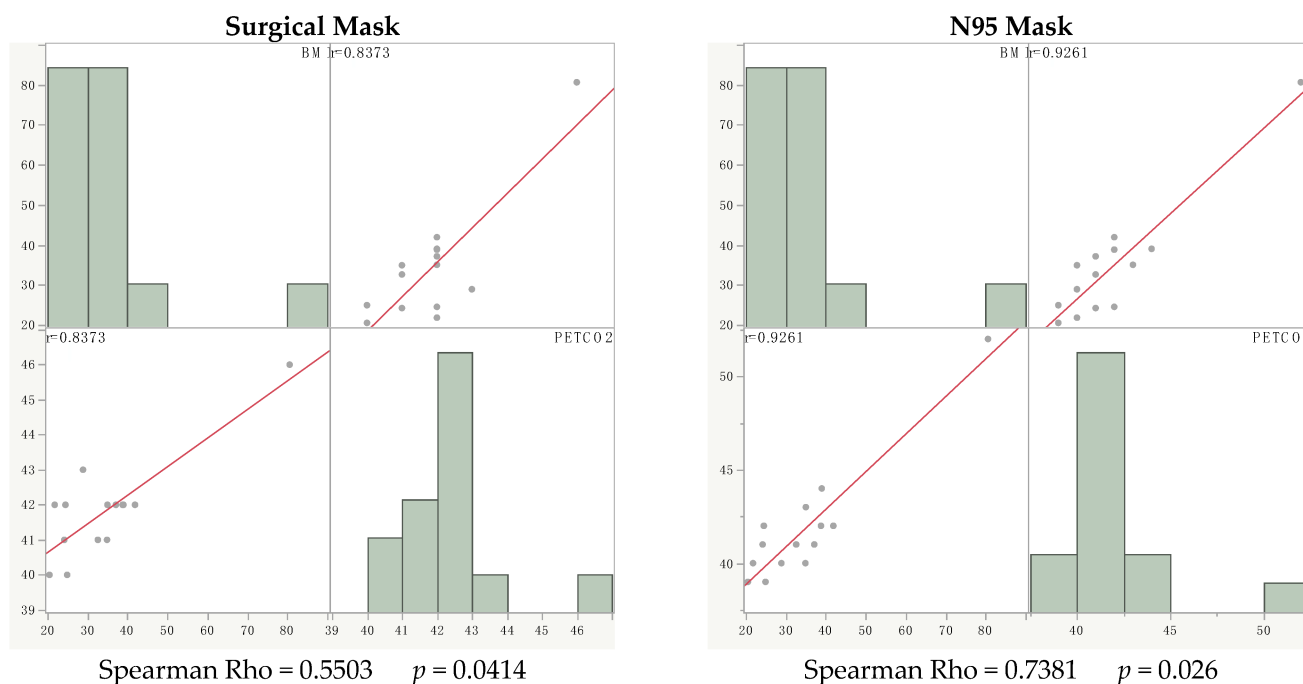 Surgical Mask
N95 Mask
BMI r=0.8373
BMI r=0.9261
80
70
60
50
40
30
20
80
70
60
50
40
30
20
r=0.8373
PETCO2
r=0.9261
PETCO
46
45
44
43
42
41
40
39
50
45
40
20 30 40 50 60 70 80 39 40 41 42 43 44 45 46
20 30 40 50 60 70 80 40 45 50
Spearman Rho = 0.5503 p = 0.0414
Spearman Rho = 0.7381 p = 0.026